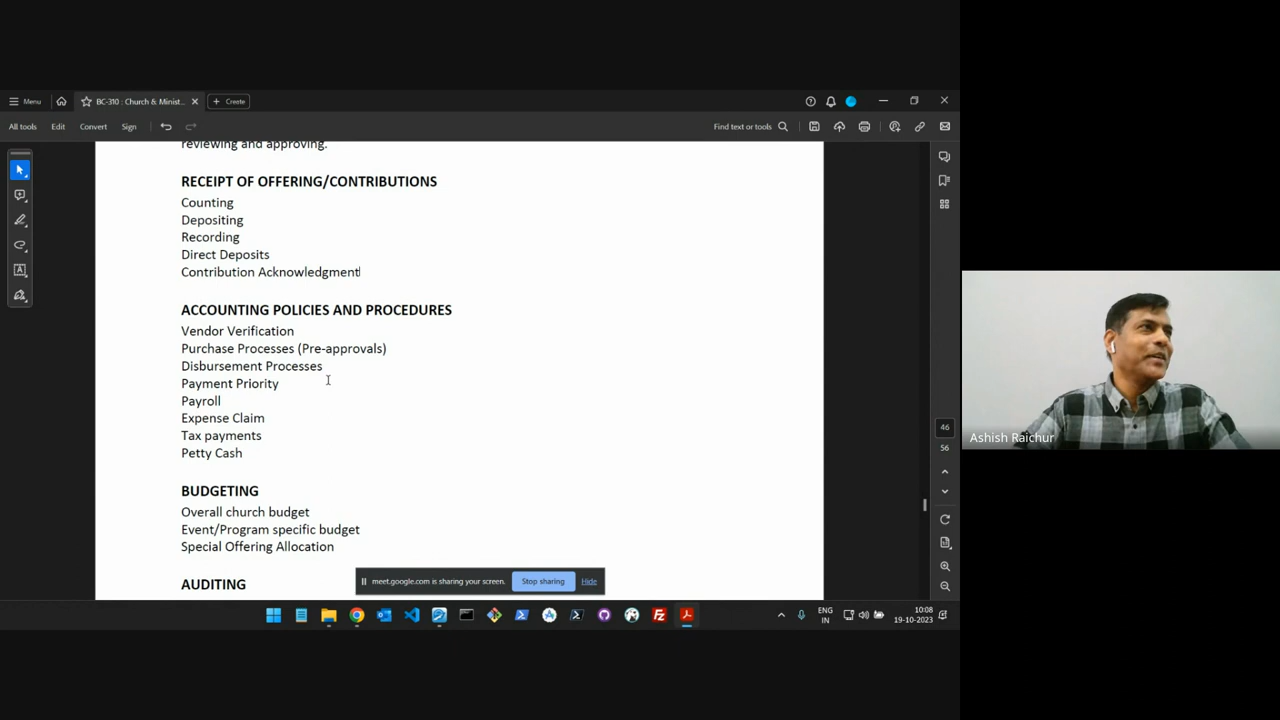 Menu
BC-310 : Church & Minist...
Create
All tools
Edit
Convert
Sign
Find text or tools
reviewing and approving.
RECEIPT OF OFFERING/CONTRIBUTIONS
Counting
Depositing
Recording
Direct Deposits
Contribution Acknowledgment
ACCOUNTING POLICIES AND PROCEDURES
Vendor Verification
Purchase Processes (Pre-approvals)
Disbursement Processes
Payment Priority
Payroll
Expense Claim
Tax payments
Petty Cash
BUDGETING
Overall church budget
Event/Program specific budget
Special Offering Allocation
AUDITING
46
56
meet.google.com is sharing your screen.
Stop sharing
Hide
ENG
IN
10:08
19-10-2023
Ashish Raichur